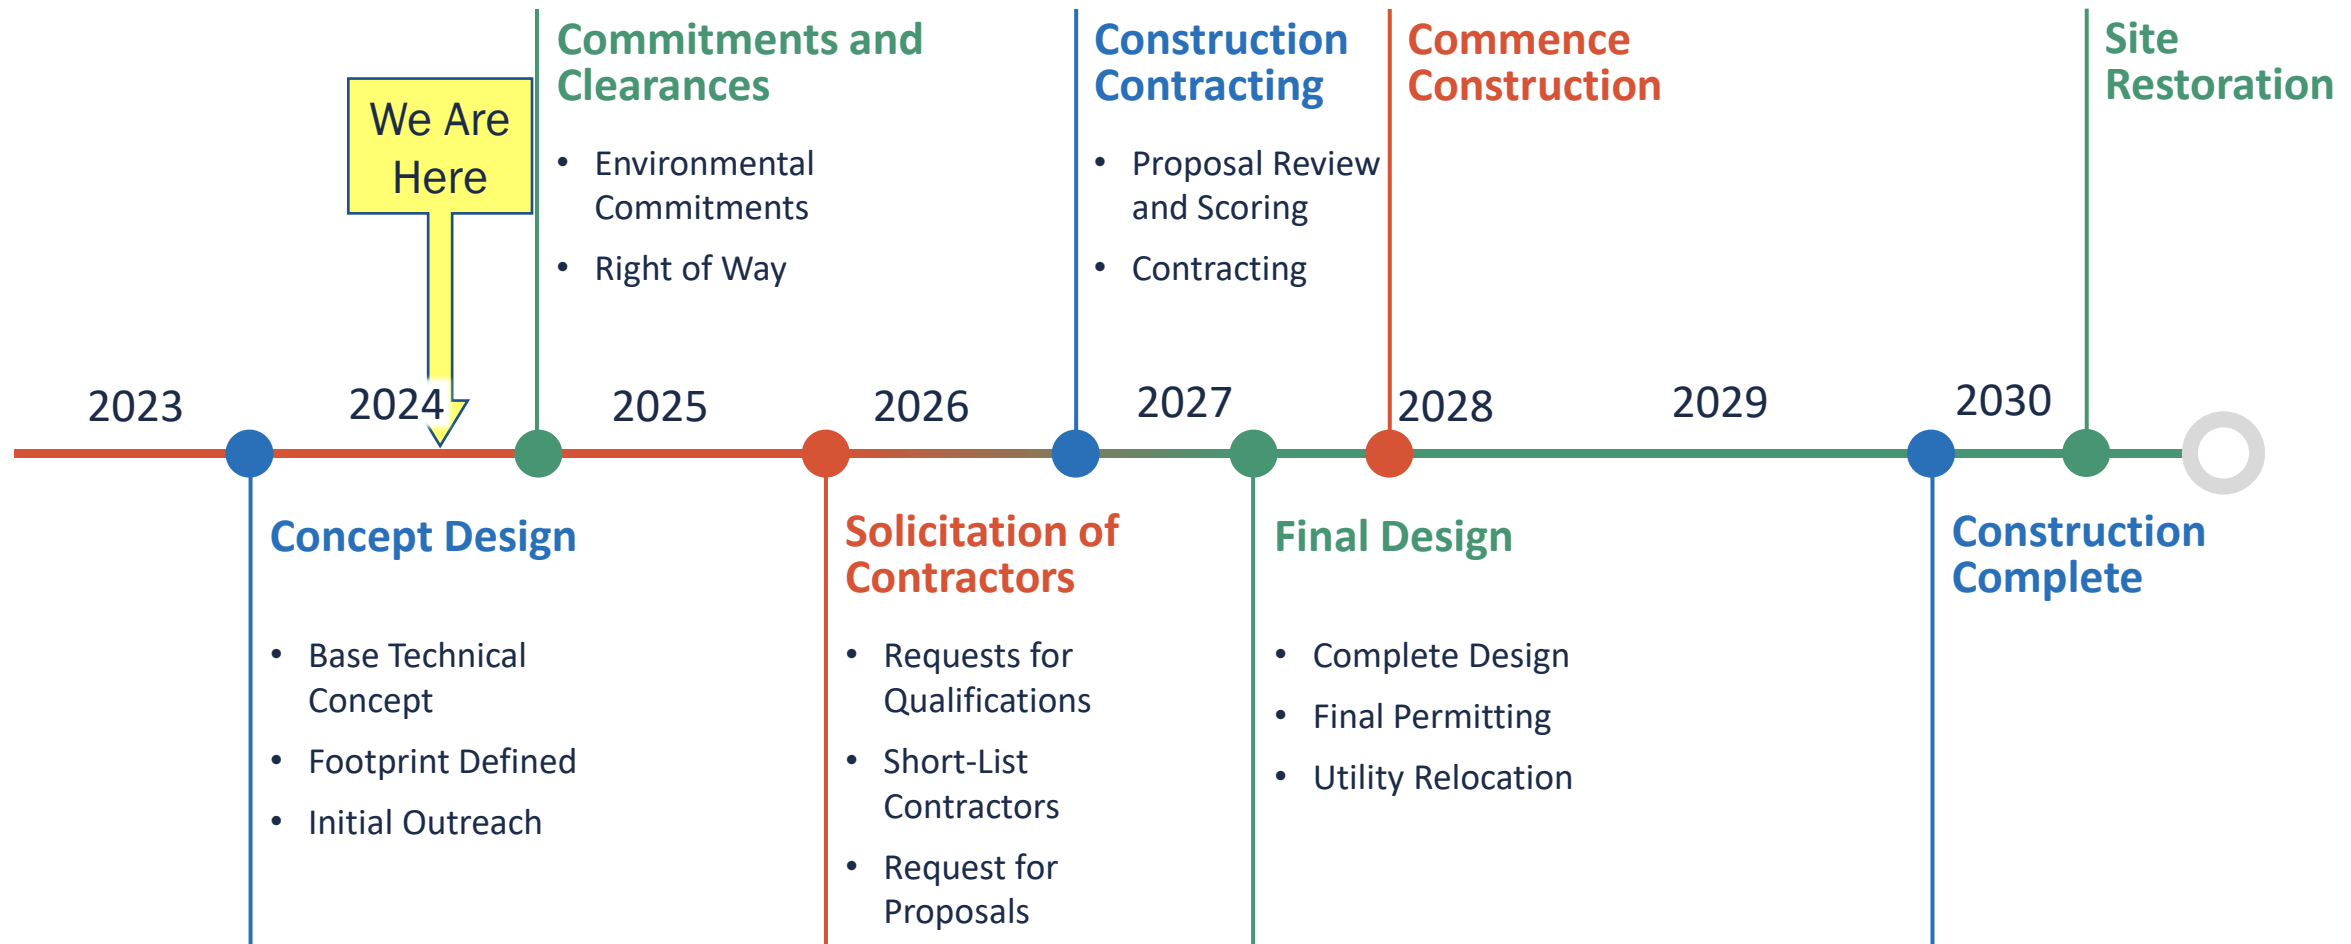 Commitments and
Clearances
• Environmental
Commitments
• Right of Way
Construction
Contracting
• Proposal Review
and Scoring
• Contracting
Commence
Construction
Site
Restoration
We Are
Here
2023
2024
2025
2026
2027
2028
2029
2030
Concept Design
• Base Technical
Concept
• Footprint Defined
• Initial Outreach
Solicitation of
Contractors
• Requests for
Qualifications
• Short-List
Contractors
• Request for
Proposals
Final Design
• Complete Design
• Final Permitting
• Utility Relocation
Construction
Complete